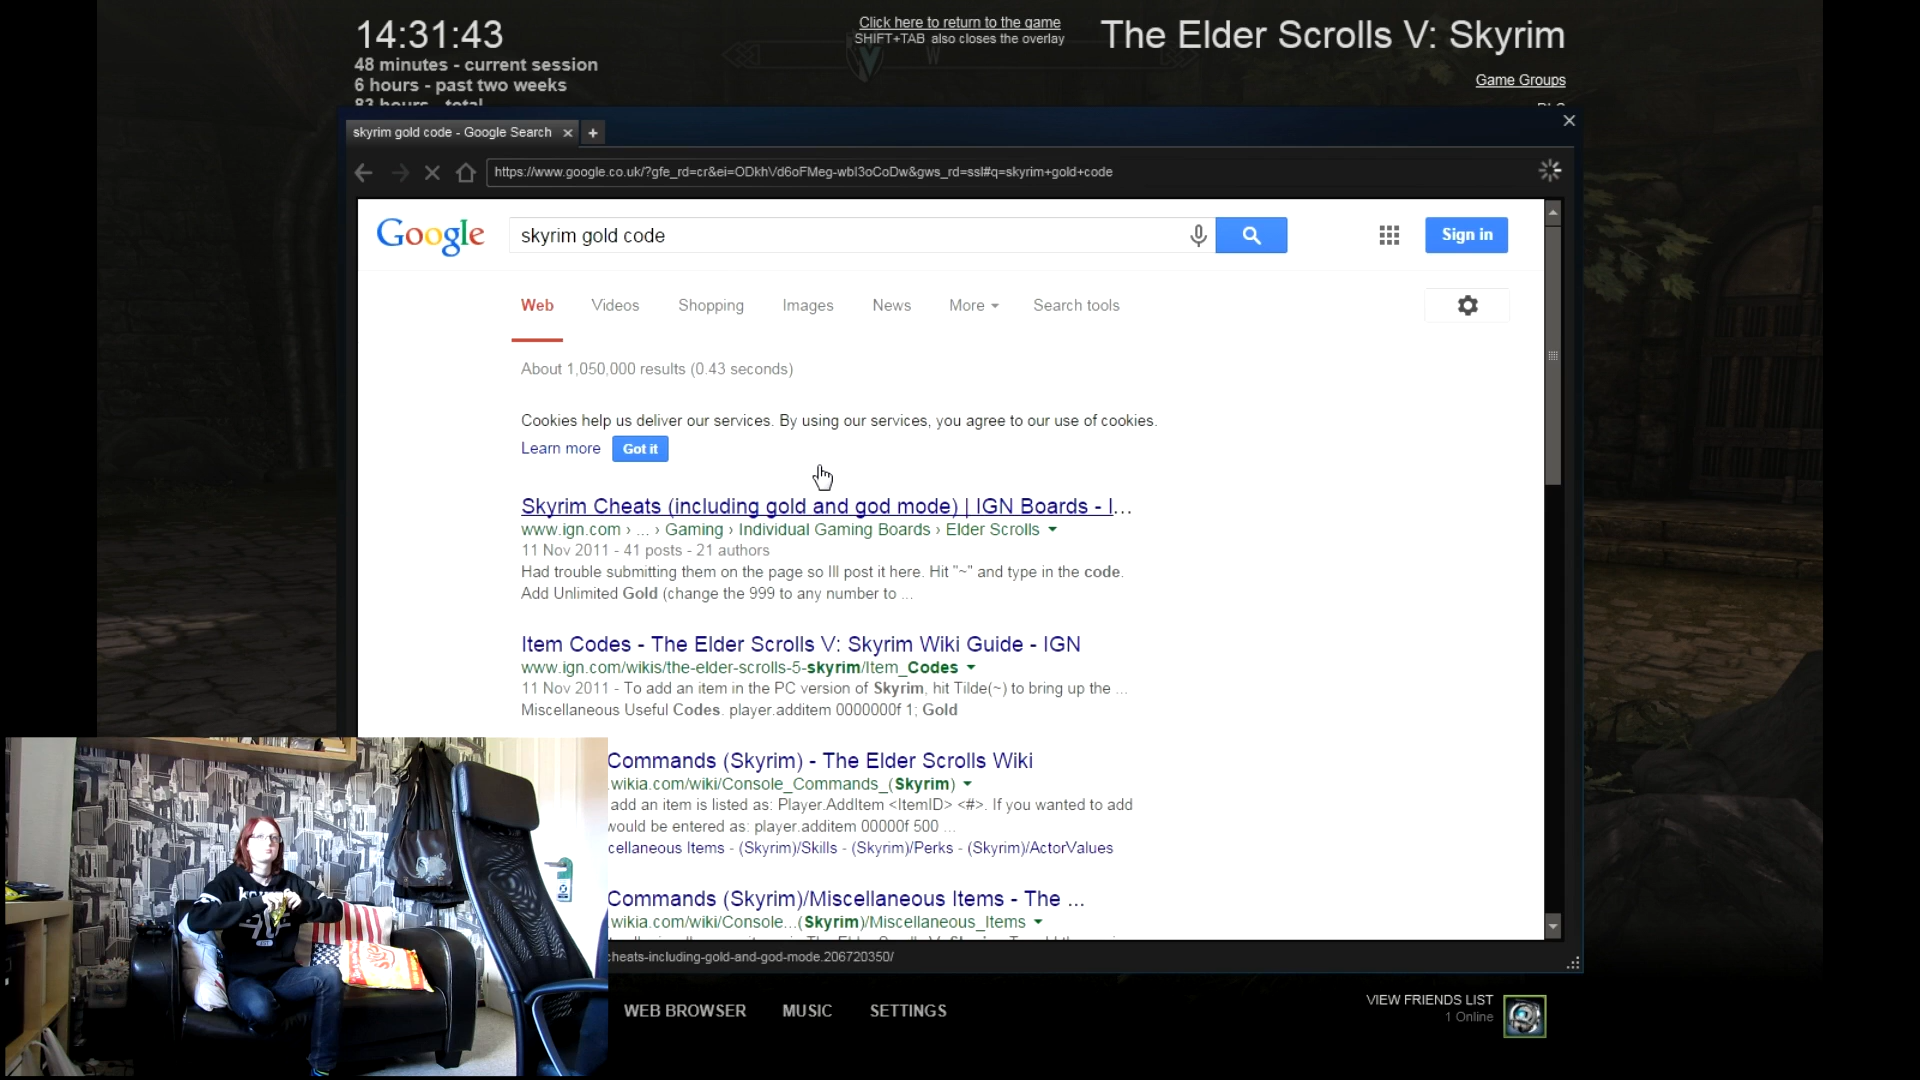 14:31:43
48 minutes - current session
6 hours - past two weeks
83 hours - total
Click here to return to the game
SHIFT+TAB also closes the overlay
The Elder Scrolls V: Skyrim
Game Groups
W
skyrim gold code - Google Search
https://www.google.co.uk/?gfe_rd=cr&ei=ODkhVd6oFMeg-wbI3oCoDw&gws_rd=ssl#q=skyrim+gold+code
Google
skyrim gold code
Sign in
Web Videos Shopping Images News More Search tools
About 1,050,000 results (0.43 seconds)
Cookies help us deliver our services. By using our services, you agree to our use of cookies.
Learn more Got it
Skyrim Cheats (including gold and god mode) | IGN Boards - I...
www.ign.com › ... › Gaming › Individual Gaming Boards › Elder Scrolls
11 Nov 2011 - 41 posts - 21 authors
Had trouble submitting them on the page so Ill post it here. Hit "~" and type in the code.
Add Unlimited Gold (change the 999 to any number to ...
Item Codes - The Elder Scrolls V: Skyrim Wiki Guide - IGN
www.ign.com/wikis/the-elder-scrolls-5-skyrim/Item_Codes
11 Nov 2011 - To add an item in the PC version of Skyrim, hit Tilde(~) to bring up the ...
Miscellaneous Useful Codes. player.additem 0000000f 1; Gold
Commands (Skyrim) - The Elder Scrolls Wiki
.wikia.com/wiki/Console_Commands_(Skyrim)
add an item is listed as: Player.AddItem <ItemID> <#>. If you wanted to add
would be entered as: player.additem 00000f 500 ...
cellaneous Items - (Skyrim)/Skills - (Skyrim)/Perks - (Skyrim)/ActorValues
Commands (Skyrim)/Miscellaneous Items - The ...
.wikia.com/wiki/Console...(Skyrim)/Miscellaneous_Items
cheats-including-gold-and-god-mode.206720350/
WEB BROWSER MUSIC SETTINGS
VIEW FRIENDS LIST
1 Online